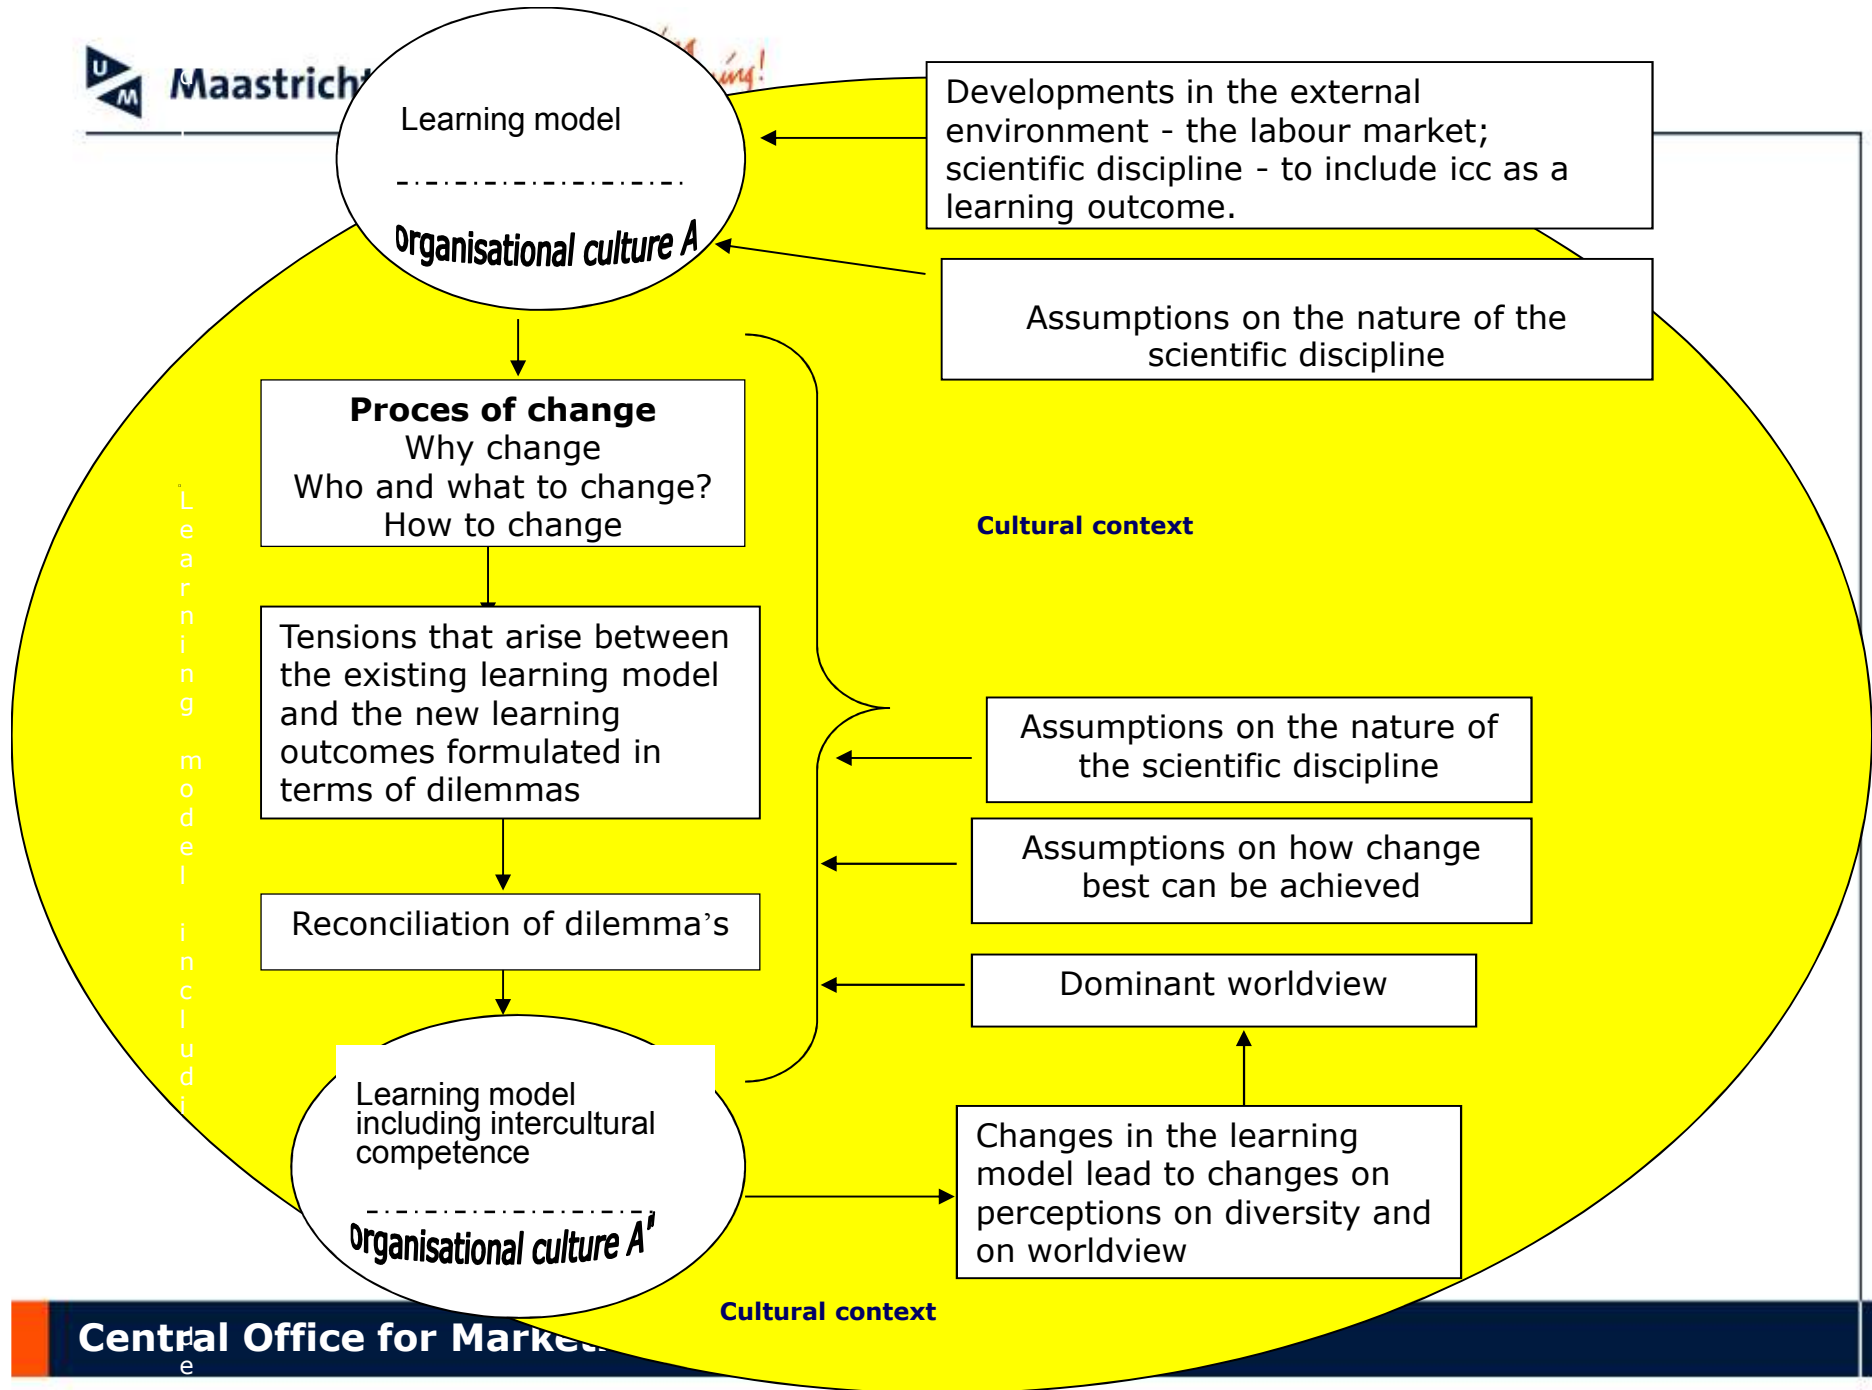 UM
Maastricht
Learning model
organisational culture A
Developments in the external
environment - the labour market;
scientific discipline - to include icc as a
learning outcome.
Assumptions on the nature of the
scientific discipline
Proces of change
Why change
Who and what to change?
How to change
Cultural context
Tensions that arise between
the existing learning model
and the new learning
outcomes formulated in
terms of dilemmas
Assumptions on the nature of
the scientific discipline
Assumptions on how change
best can be achieved
Reconciliation of dilemma’s
Dominant worldview
Learning model
including intercultural
competence
organisational culture A"
Changes in the learning
model lead to changes on
perceptions on diversity and
on worldview
Cultural context
Central Office for
Learning model